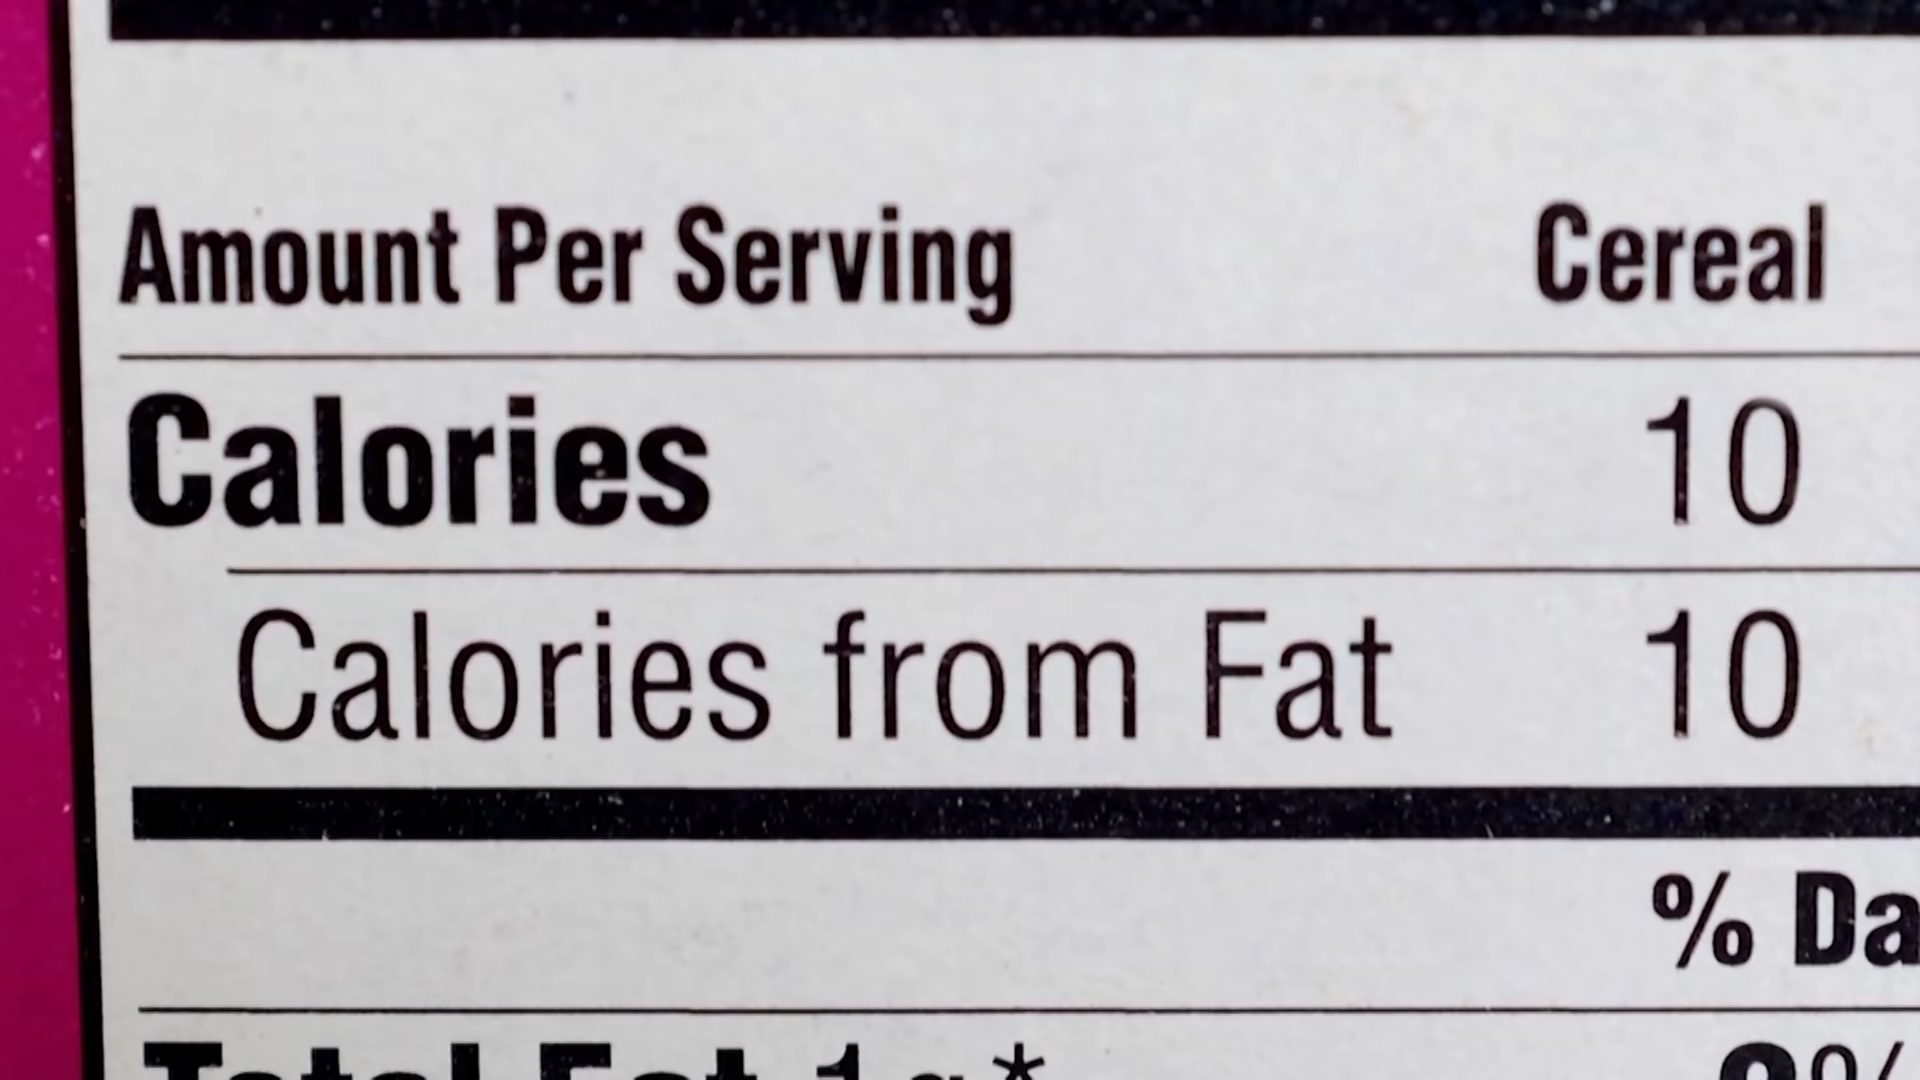 Amount Per Serving Cereal
Calories 10
Calories from Fat 10
% Da
Total Fat 1g*